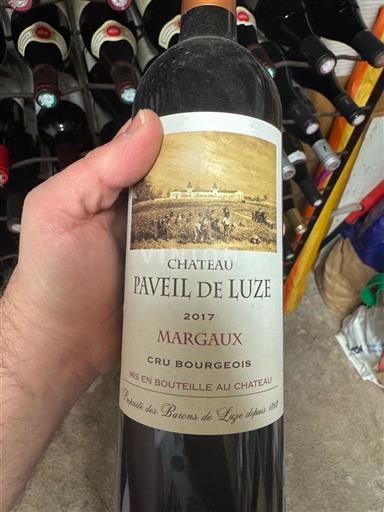 CHATEAU
PAVEIL DE LUZE
2017
MARGAUX
CRU BOURGEOIS
MIS EN BOUTEILLE AU CHATEAU
Propriété des Barons de Luze depuis 1862